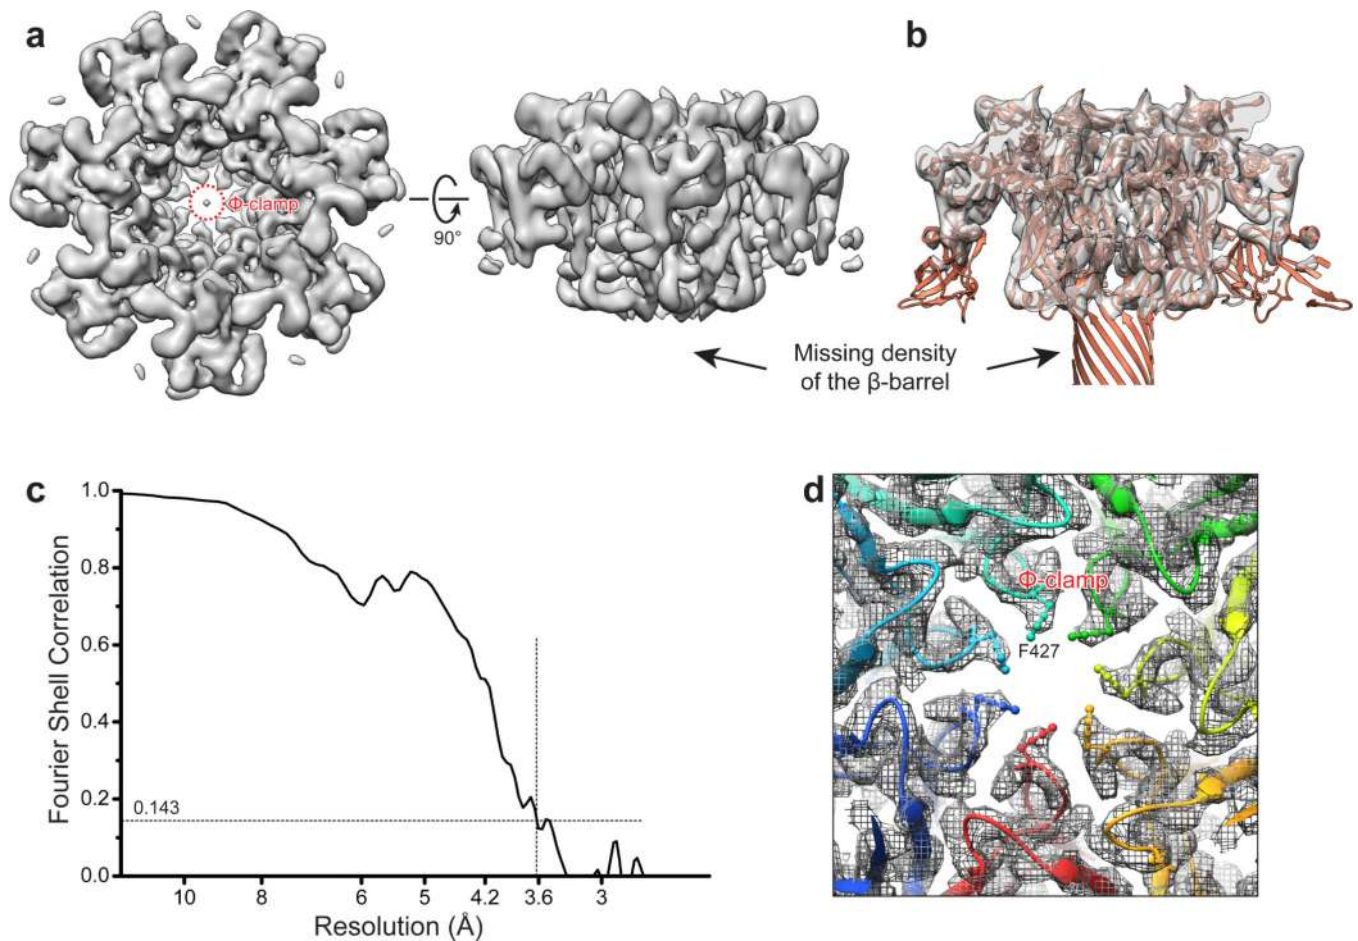 a
b
Φ-clamp
90°
Missing density
of the β-barrel
c
d
1.0
0.8
0.6
0.4
0.2
0.0
Fourier Shell Correlation
0.143
10 8 6 5 4.2 3.6 3
Resolution (Å)
Φ-clamp
F427